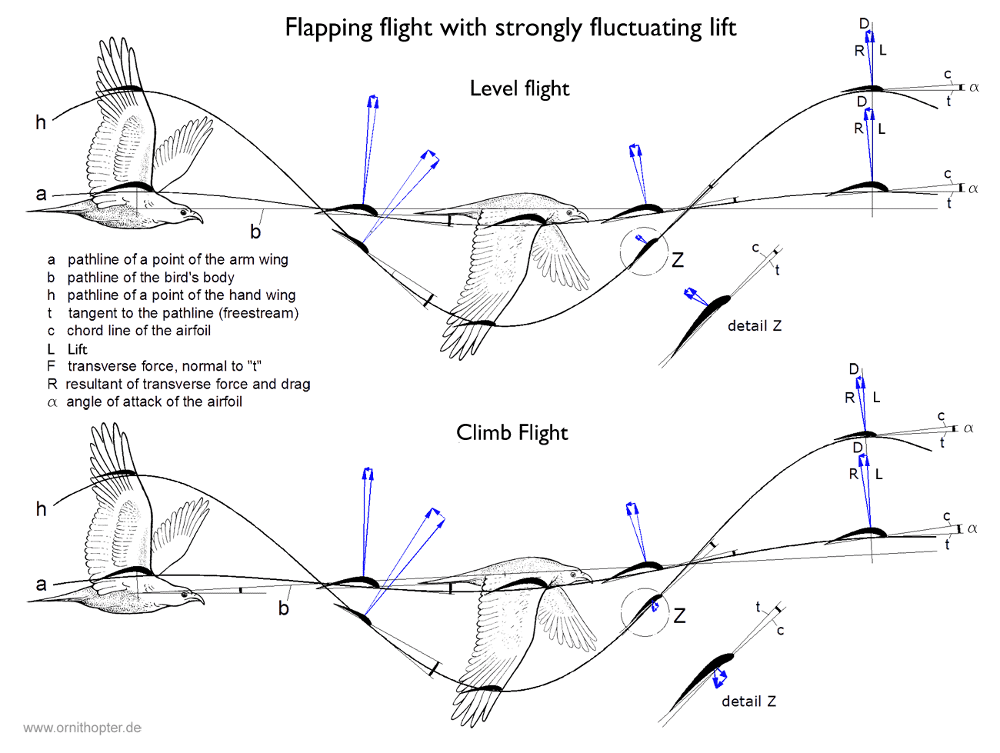 Flapping flight with strongly fluctuating lift
Level flight
D
R L
c
α
t
D
R L
c
α
t
h
a
b
Z
c
t
detail Z
a pathline of a point of the arm wing
b pathline of the bird's body
h pathline of a point of the hand wing
t tangent to the pathline (freestream)
c chord line of the airfoil
L Lift
F transverse force, normal to "t"
R resultant of transverse force and drag
α angle of attack of the airfoil
Climb Flight
D
R L
c
α
t
D
R L
c
α
t
h
a
b
Z
t
c
detail Z
www.ornithopter.de